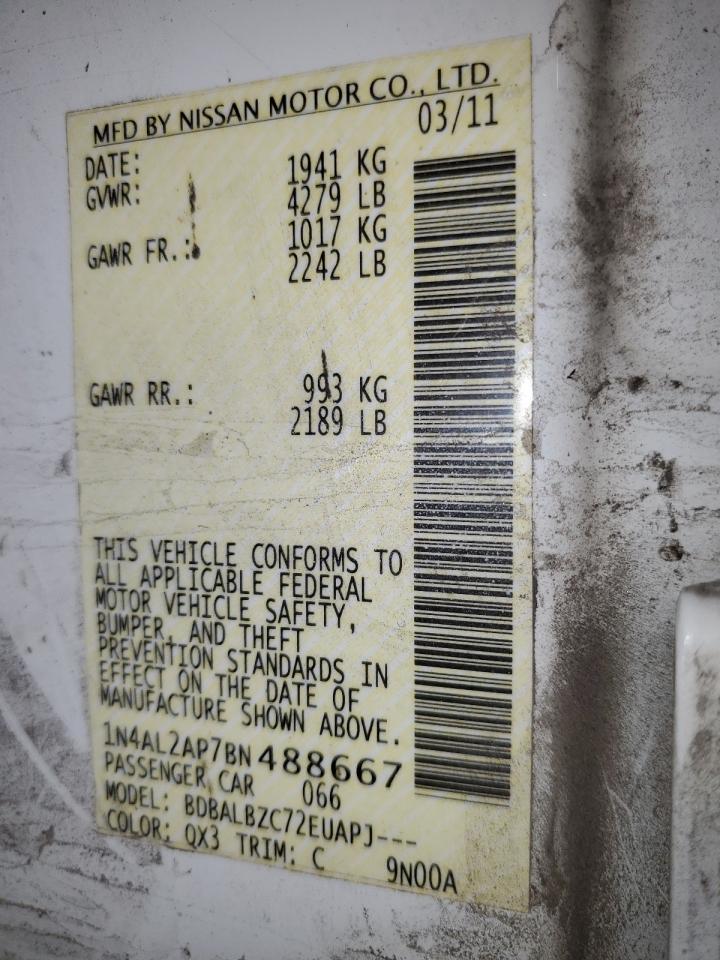 MFD BY NISSAN MOTOR CO., LTD.
DATE: 03/11
GVWR: 1941 KG
4279 LB
GAWR FR.: 1017 KG
2242 LB
GAWR RR.: 993 KG
2189 LB
THIS VEHICLE CONFORMS TO
ALL APPLICABLE FEDERAL
MOTOR VEHICLE SAFETY,
BUMPER, AND THEFT
PREVENTION STANDARDS IN
EFFECT ON THE DATE OF
MANUFACTURE SHOWN ABOVE.
1N4AL2AP7BN488667
PASSENGER CAR 066
MODEL: BDBALBZC72EUAPJ---
COLOR: QX3 TRIM: C 9N00A